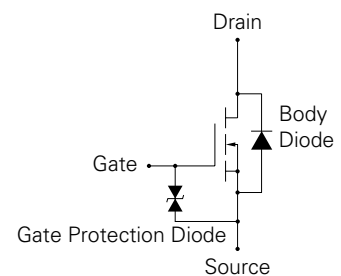 Drain
Body
Diode
Gate
Gate Protection Diode
Source